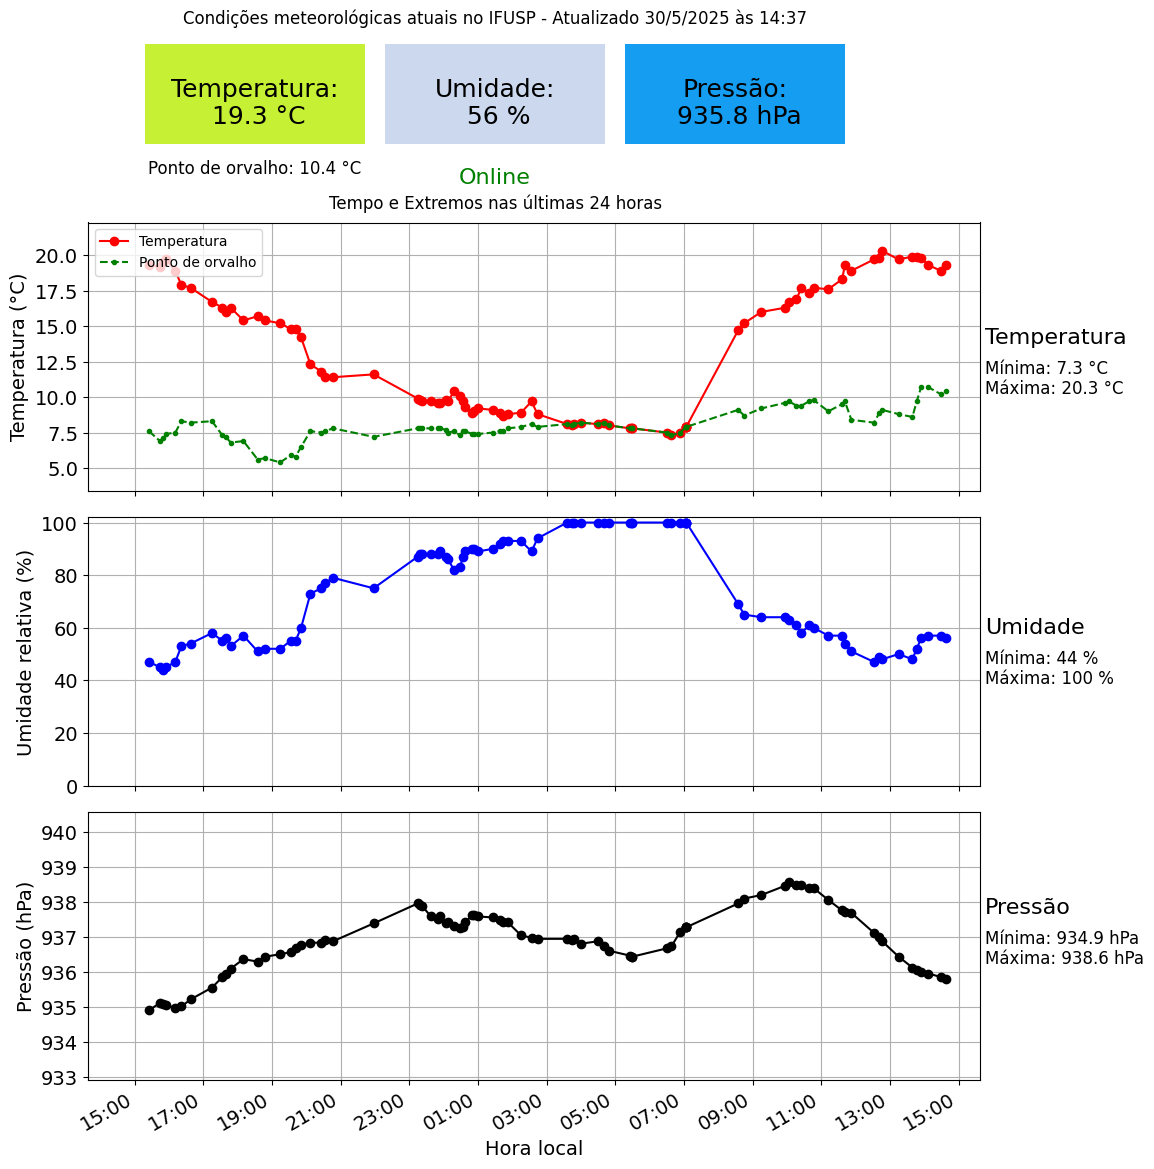 Condições meteorológicas atuais no IFUSP - Atualizado 30/5/2025 às 14:37
Temperatura:
19.3 °C
Umidade:
56 %
Pressão:
935.8 hPa
Ponto de orvalho: 10.4 °C
Online
Tempo e Extremos nas últimas 24 horas
Temperatura
Ponto de orvalho
Temperatura (°C)
20.0
17.5
15.0
12.5
10.0
7.5
5.0
Temperatura
Mínima: 7.3 °C
Máxima: 20.3 °C
Umidade relativa (%)
100
80
60
40
20
0
Umidade
Mínima: 44 %
Máxima: 100 %
Pressão (hPa)
940
939
938
937
936
935
934
933
Pressão
Mínima: 934.9 hPa
Máxima: 938.6 hPa
15:00
17:00
19:00
21:00
23:00
01:00
03:00
05:00
07:00
09:00
11:00
13:00
15:00
Hora local